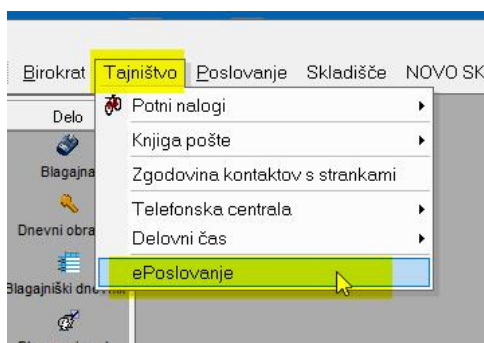 Birokrat Tajništvo Poslovanje Skladišče NOVO SK
Delo
Blagajna
Dnevni obra
Blagajniški dne
Potni nalogi
Knjiga pošte
Zgodovina kontaktov s strankami
Telefonska centrala
Delovni čas
ePoslovanje